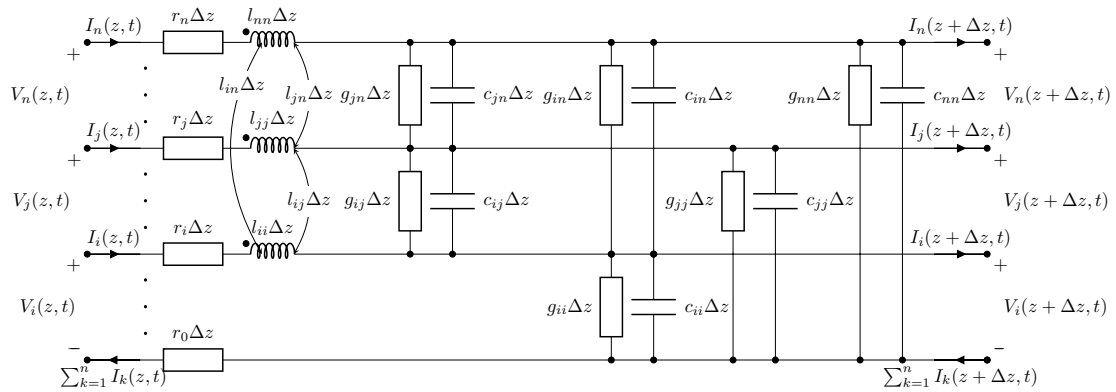 I_n(z,t) r_nΔz l_nnΔz I_n(z + Δz, t)
+ +
V_n(z,t) l_inΔz l_jnΔz g_jnΔz c_jnΔz g_inΔz c_inΔz g_nnΔz c_nnΔz V_n(z + Δz, t)
I_j(z,t) r_jΔz l_jjΔz I_j(z + Δz, t)
+ +
V_j(z,t) l_ijΔz g_ijΔz c_ijΔz g_jjΔz c_jjΔz V_j(z + Δz, t)
I_i(z,t) r_iΔz l_iiΔz I_i(z + Δz, t)
+ +
V_i(z,t) g_iiΔz c_iiΔz V_i(z + Δz, t)
− r_0Δz −
∑_{k=1}^{n} I_k(z,t) ∑_{k=1}^{n} I_k(z + Δz, t)